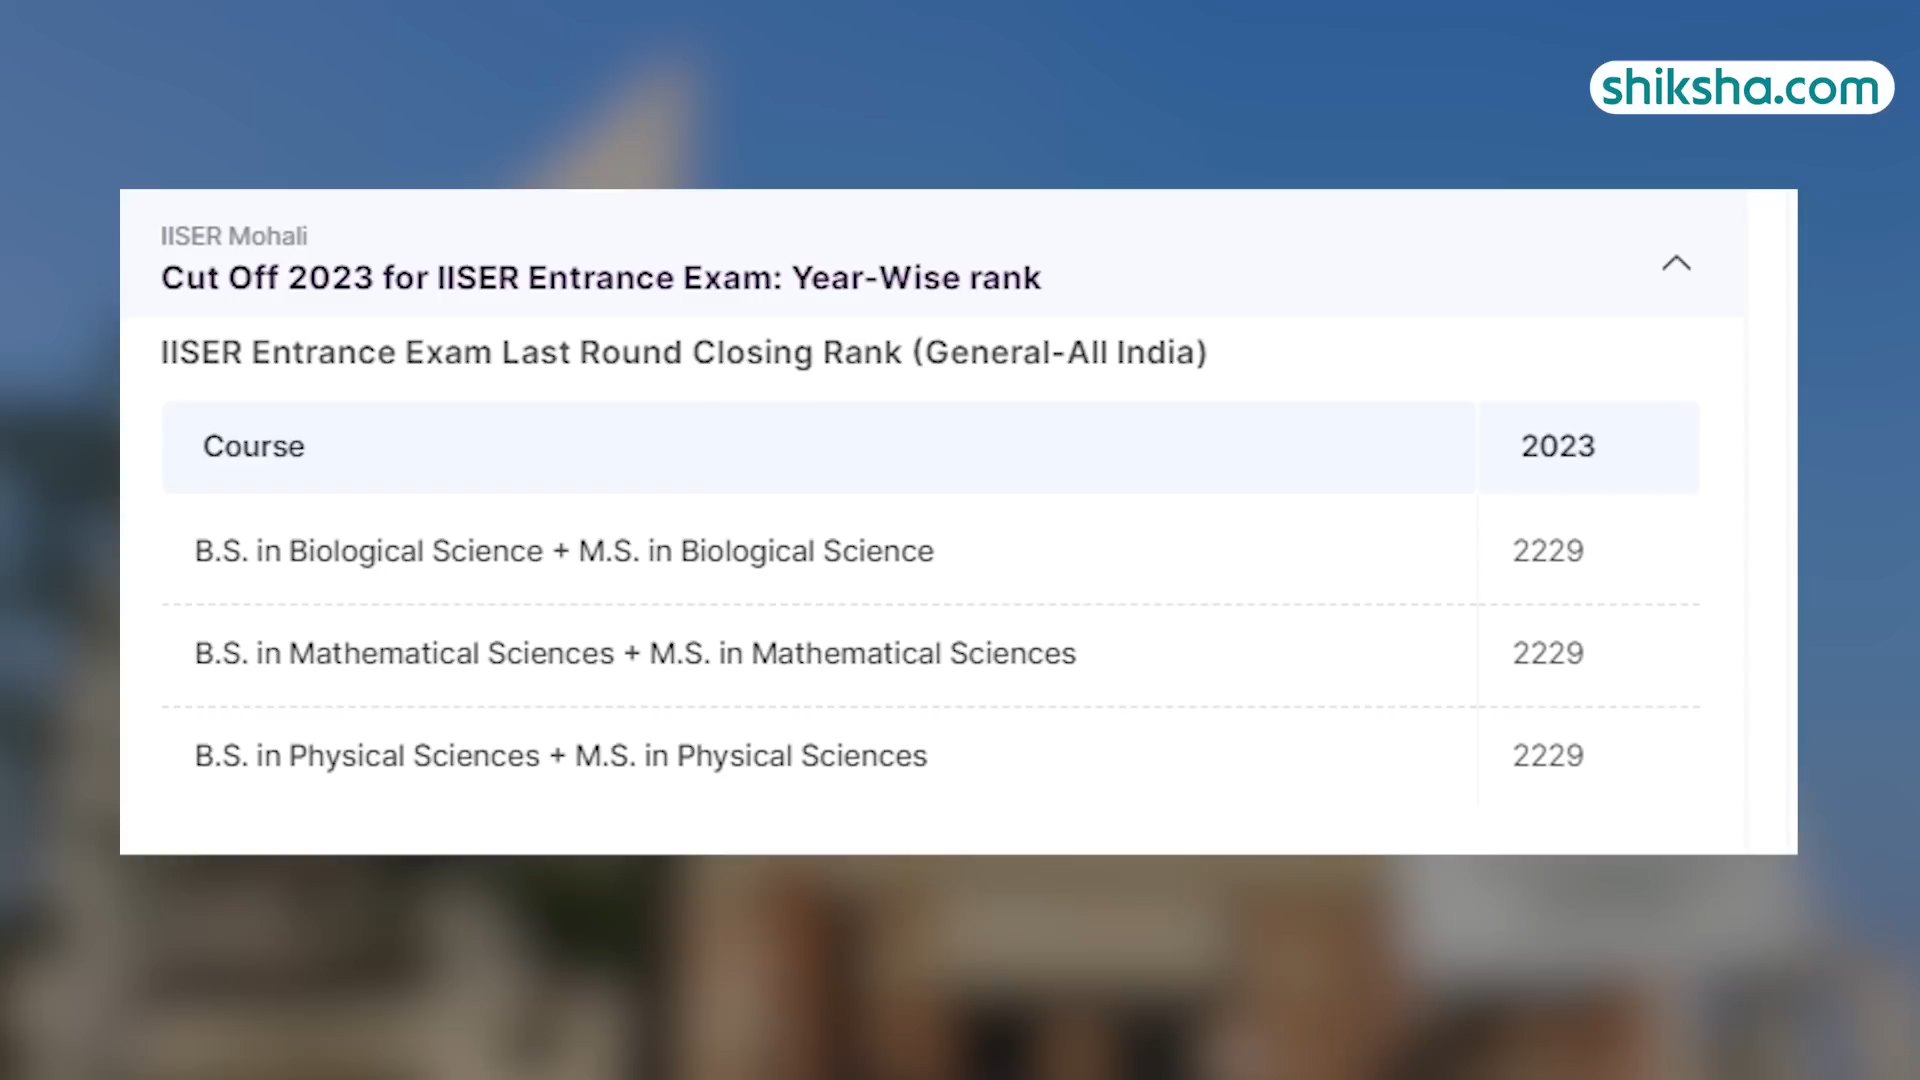 shiksha.com
IISER Mohali
Cut Off 2023 for IISER Entrance Exam: Year-Wise rank
IISER Entrance Exam Last Round Closing Rank (General-All India)
Course 2023
B.S. in Biological Science + M.S. in Biological Science 2229
B.S. in Mathematical Sciences + M.S. in Mathematical Sciences 2229
B.S. in Physical Sciences + M.S. in Physical Sciences 2229